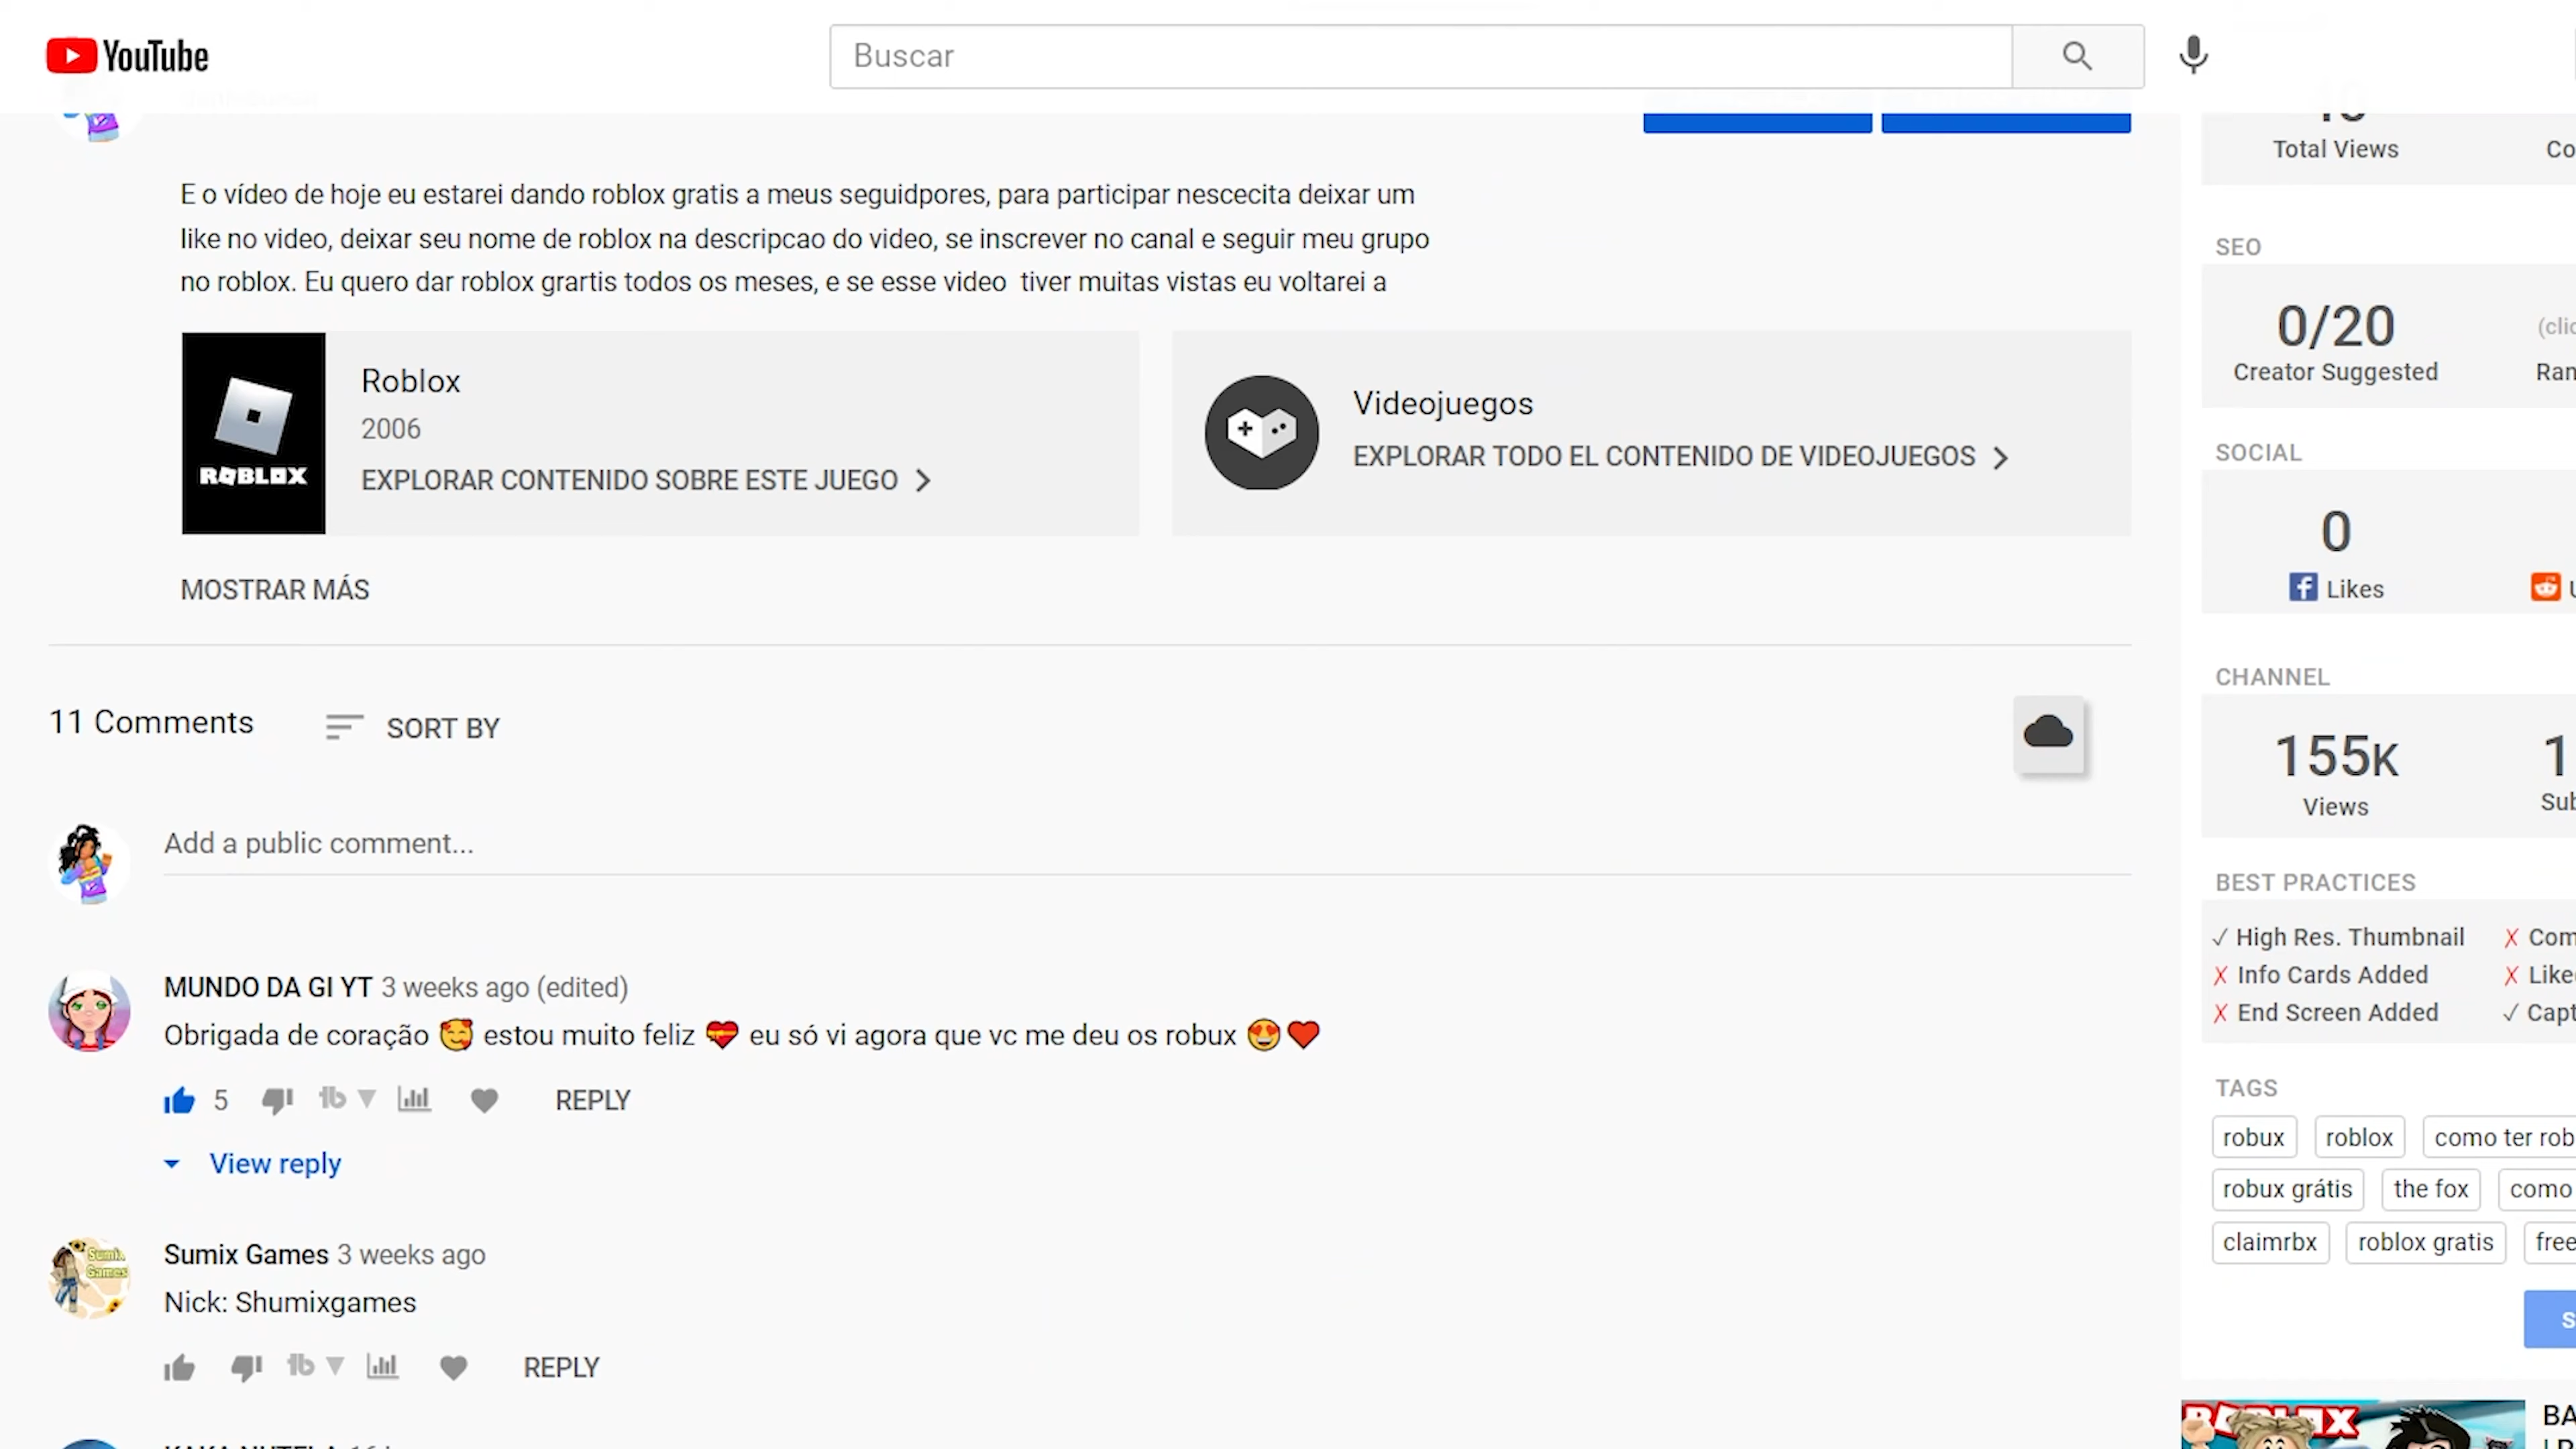 YouTube
Buscar
E o vídeo de hoje eu estarei dando roblox gratis a meus seguidpores, para participar nescecita deixar um
like no video, deixar seu nome de roblox na descripcao do video, se inscrever no canal e seguir meu grupo
no roblox. Eu quero dar roblox grartis todos os meses, e se esse video  tiver muitas vistas eu voltarei a
ROBLOX
Roblox
2006
EXPLORAR CONTENIDO SOBRE ESTE JUEGO
Videojuegos
EXPLORAR TODO EL CONTENIDO DE VIDEOJUEGOS
MOSTRAR MÁS
11 Comments
SORT BY
Add a public comment...
MUNDO DA GI YT 3 weeks ago (edited)
Obrigada de coração 🥰 estou muito feliz 💝 eu só vi agora que vc me deu os robux 😍❤️
5
REPLY
View reply
Sumix Games
Sumix Games 3 weeks ago
Nick: Shumixgames
REPLY
Total Views
SEO
0/20
Creator Suggested
SOCIAL
0
Likes
CHANNEL
155K
Views
BEST PRACTICES
✓ High Res. Thumbnail
✗ Info Cards Added
✗ End Screen Added
TAGS
robux roblox como ter rob
robux grátis the fox como
claimrbx roblox gratis free
ROBLOX
BA